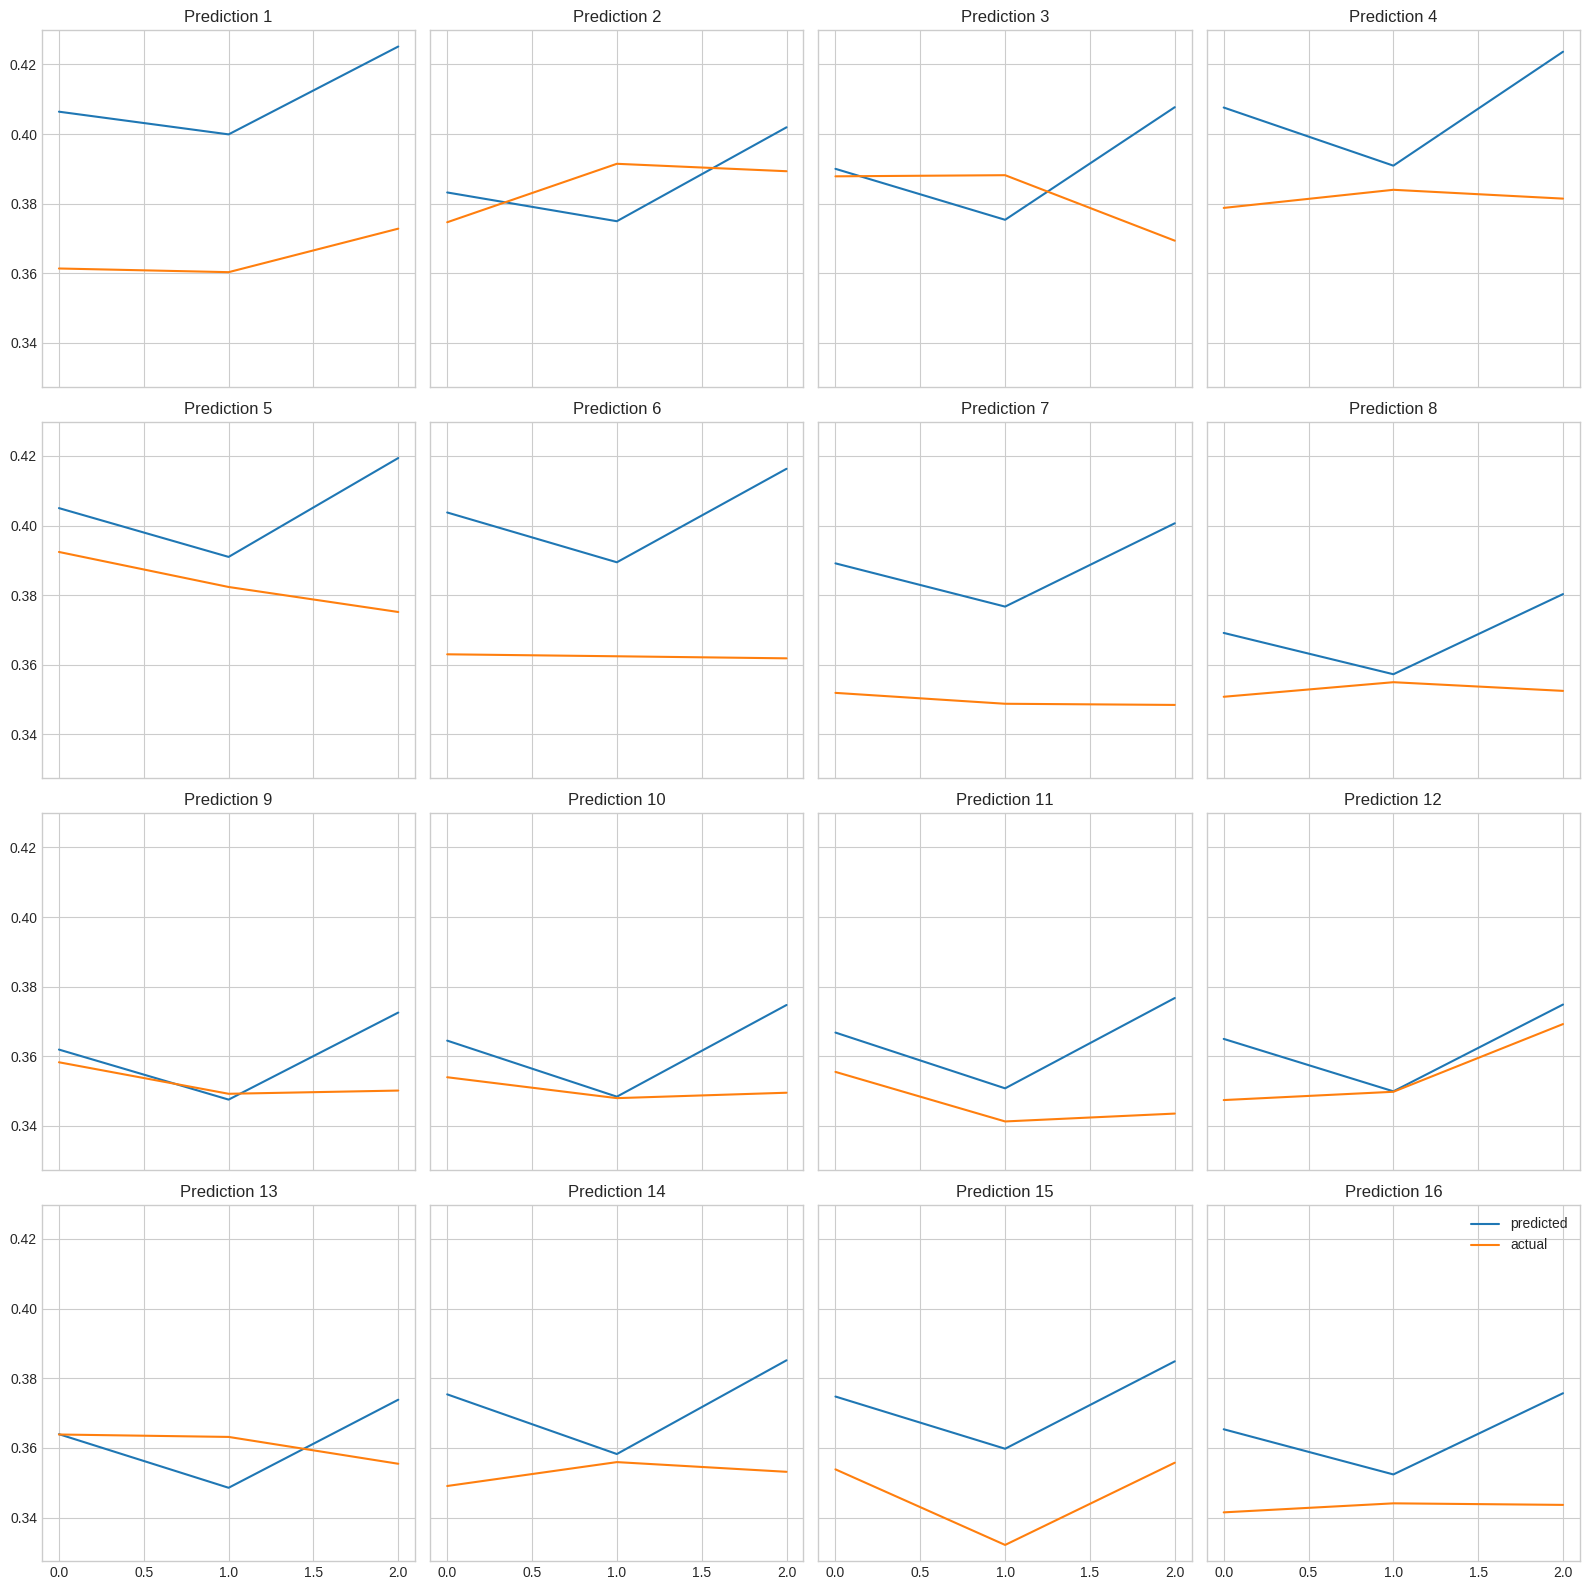 Prediction 1
Prediction 2
Prediction 3
Prediction 4
0.42
0.40
0.38
0.36
0.34
Prediction 5
Prediction 6
Prediction 7
Prediction 8
0.42
0.40
0.38
0.36
0.34
Prediction 9
Prediction 10
Prediction 11
Prediction 12
0.42
0.40
0.38
0.36
0.34
Prediction 13
Prediction 14
Prediction 15
Prediction 16
predicted
actual
0.42
0.40
0.38
0.36
0.34
0.0 0.5 1.0 1.5 2.0
0.0 0.5 1.0 1.5 2.0
0.0 0.5 1.0 1.5 2.0
0.0 0.5 1.0 1.5 2.0